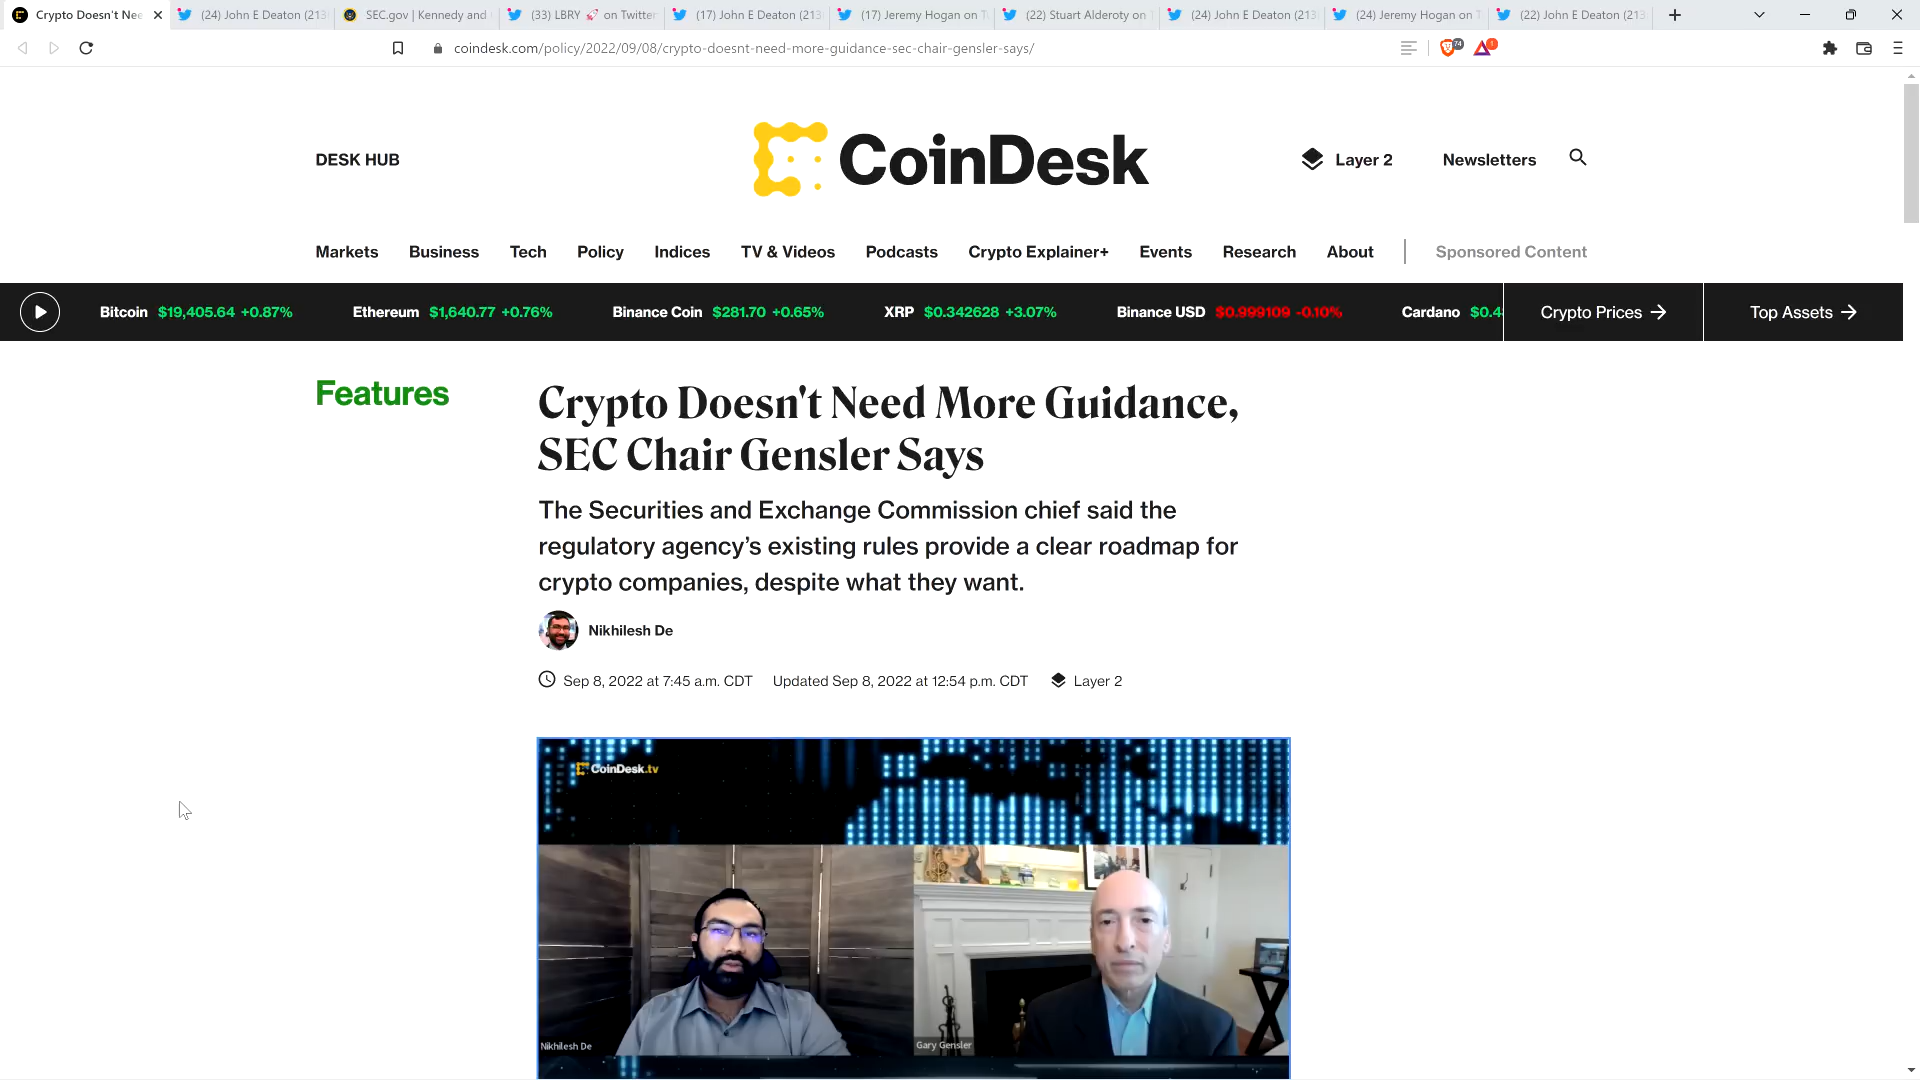 Crypto Doesn't Nee
(24) John E Deaton (213
SEC.gov | Kennedy and
(33) LBRY 🚀 on Twitter
(17) John E Deaton (213
(17) Jeremy Hogan on T
(22) Stuart Alderoty on T
(24) John E Deaton (213
(24) Jeremy Hogan on T
(22) John E Deaton (213
coindesk.com/policy/2022/09/08/crypto-doesnt-need-more-guidance-sec-chair-gensler-says/
74
1
DESK HUB
CoinDesk
Layer 2
Newsletters
Markets Business Tech Policy Indices TV & Videos Podcasts Crypto Explainer+ Events Research About Sponsored Content
Bitcoin $19,405.64 +0.87% Ethereum $1,640.77 +0.76% Binance Coin $281.70 +0.65% XRP $0.342628 +3.07% Binance USD $0.999109 -0.10% Cardano $0.4 Crypto Prices → Top Assets →
Features
Crypto Doesn't Need More Guidance,
SEC Chair Gensler Says
The Securities and Exchange Commission chief said the
regulatory agency’s existing rules provide a clear roadmap for
crypto companies, despite what they want.
Nikhilesh De
Sep 8, 2022 at 7:45 a.m. CDT Updated Sep 8, 2022 at 12:54 p.m. CDT Layer 2
CoinDesk.tv
Nikhilesh De
Gary Gensler